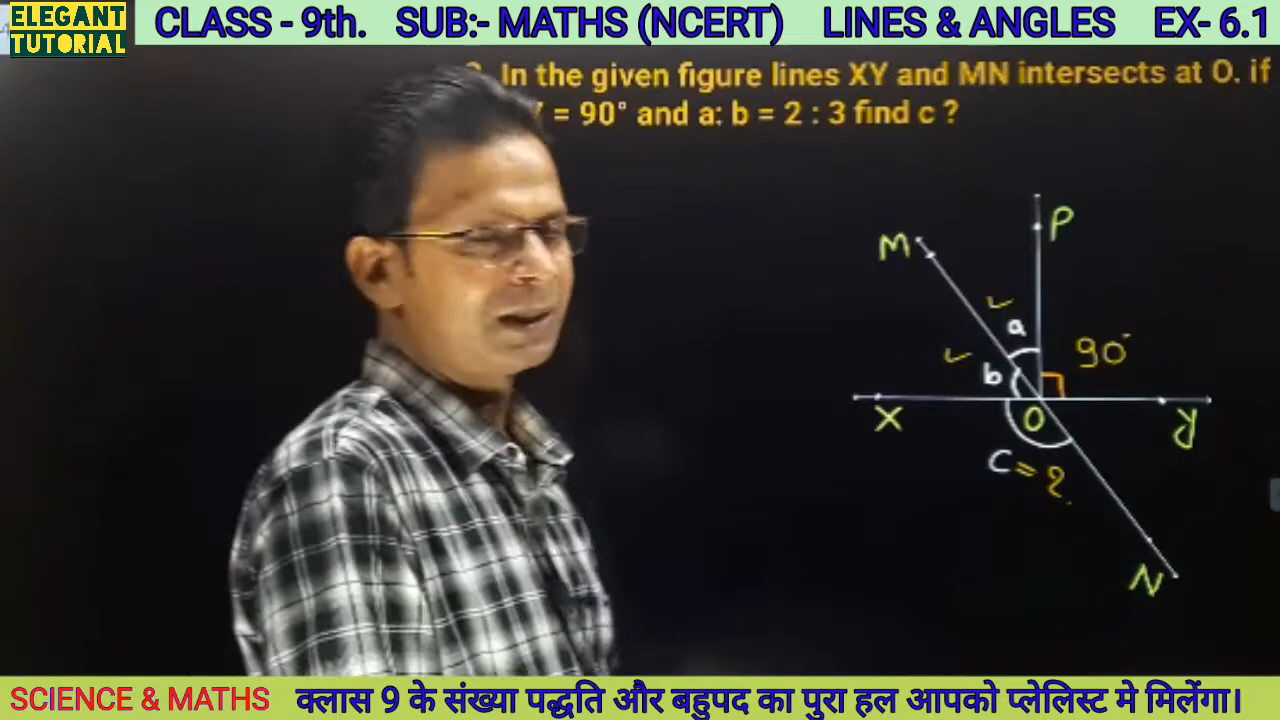 ELEGANT
TUTORIAL
CLASS - 9th. SUB:- MATHS (NCERT) LINES & ANGLES EX- 6.1
In the given figure lines XY and MN intersects at O. if
= 90° and a: b = 2 : 3 find c ?
M
P
a
90°
b
X
O
y
C = ?
N
SCIENCE & MATHS क्लास 9 के संख्या पद्धति और बहुपद का पुरा हल आपको प्लेलिस्ट मे मिलेंगा।